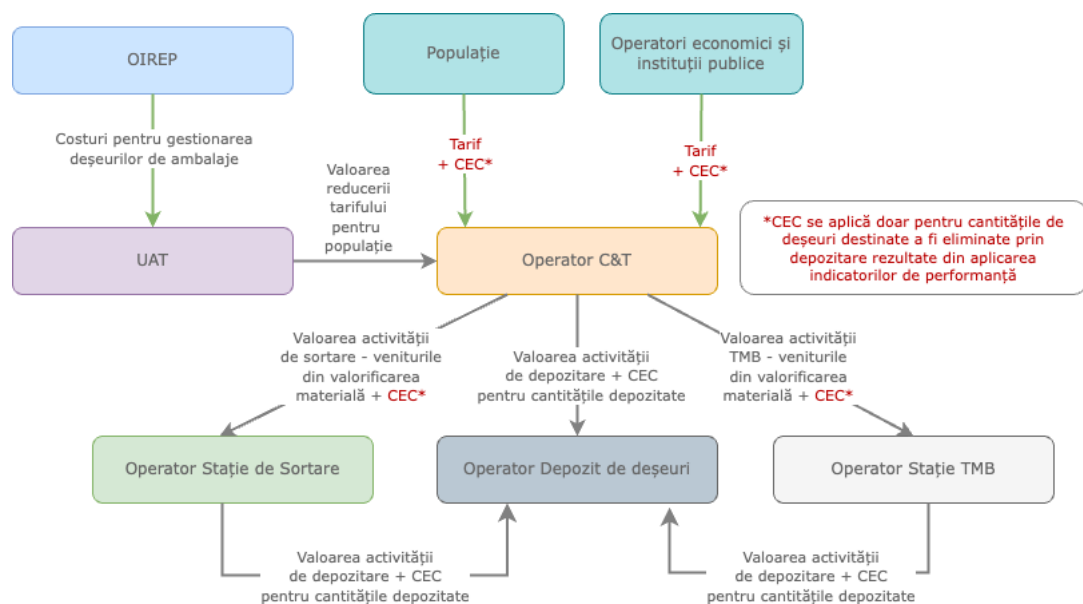 OIREP
Populație
Operatori economici și
instituții publice
Costuri pentru gestionarea
deșeurilor de ambalaje
Tarif
+ CEC*
Tarif
+ CEC*
Valoarea
reducerii
tarifului
pentru
populație
UAT
Operator C&T
*CEC se aplică doar pentru cantitățile de
deșeuri destinate a fi eliminate prin
depozitare rezultate din aplicarea
indicatorilor de performanță
Valoarea activității
de sortare - veniturile
din valorificarea
materială + CEC*
Valoarea activității
de depozitare + CEC
pentru cantitățile depozitate
Valoarea activității
TMB - veniturile
din valorificarea
materială + CEC*
Operator Stație de Sortare
Operator Depozit de deșeuri
Operator Stație TMB
Valoarea activității
de depozitare + CEC
pentru cantitățile depozitate
Valoarea activității
de depozitare + CEC
pentru cantitățile depozitate